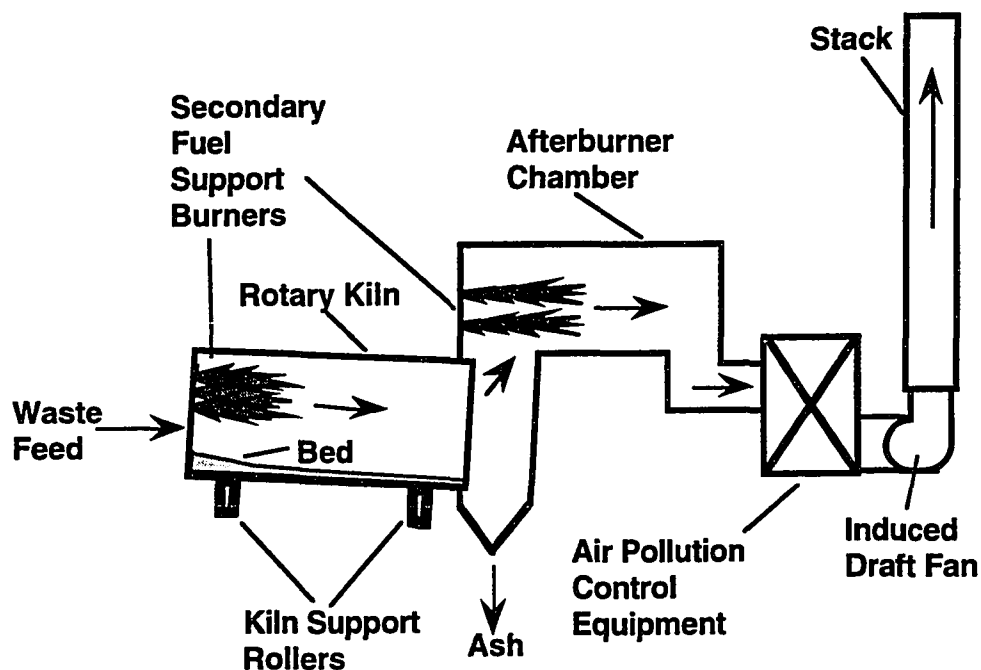 Stack
Secondary
Fuel
Support
Burners
Afterburner
Chamber
Rotary Kiln
Waste
Feed
Bed
Induced
Draft Fan
Air Pollution
Control
Equipment
Kiln Support
Rollers
Ash